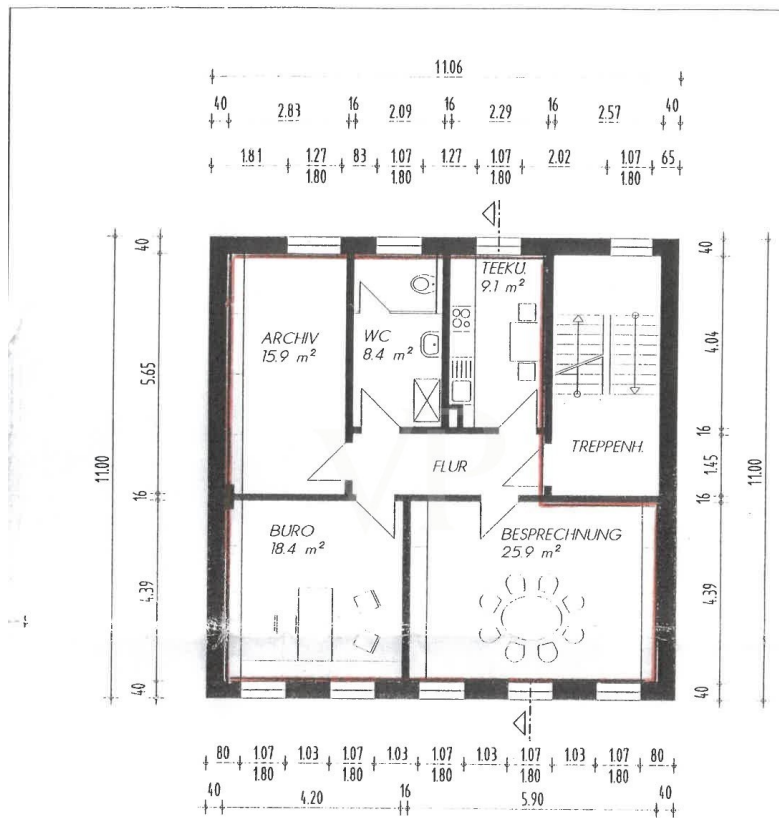 11.06
40 2.83 16 2.09 16 2.29 16 2.57 40
1.81 1.27 83 1.07 1.27 1.07 2.02 1.07 65
1.80 1.80 1.80 1.80
TEEKU.
9.1 m²
ARCHIV
15.9 m²
WC
8.4 m²
TREPPENH.
FLUR
BURO
18.4 m²
BESPRECHNUNG
25.9 m²
VP
11.00
40
5.65
16
4.39
40
40
4.04
16
1.45
16
4.39
40
11.00
80 1.07 1.03 1.07 1.03 1.07 1.03 1.07 1.03 1.07 80
1.80 1.80 1.80 1.80 1.80
40 4.20 16 5.90 40